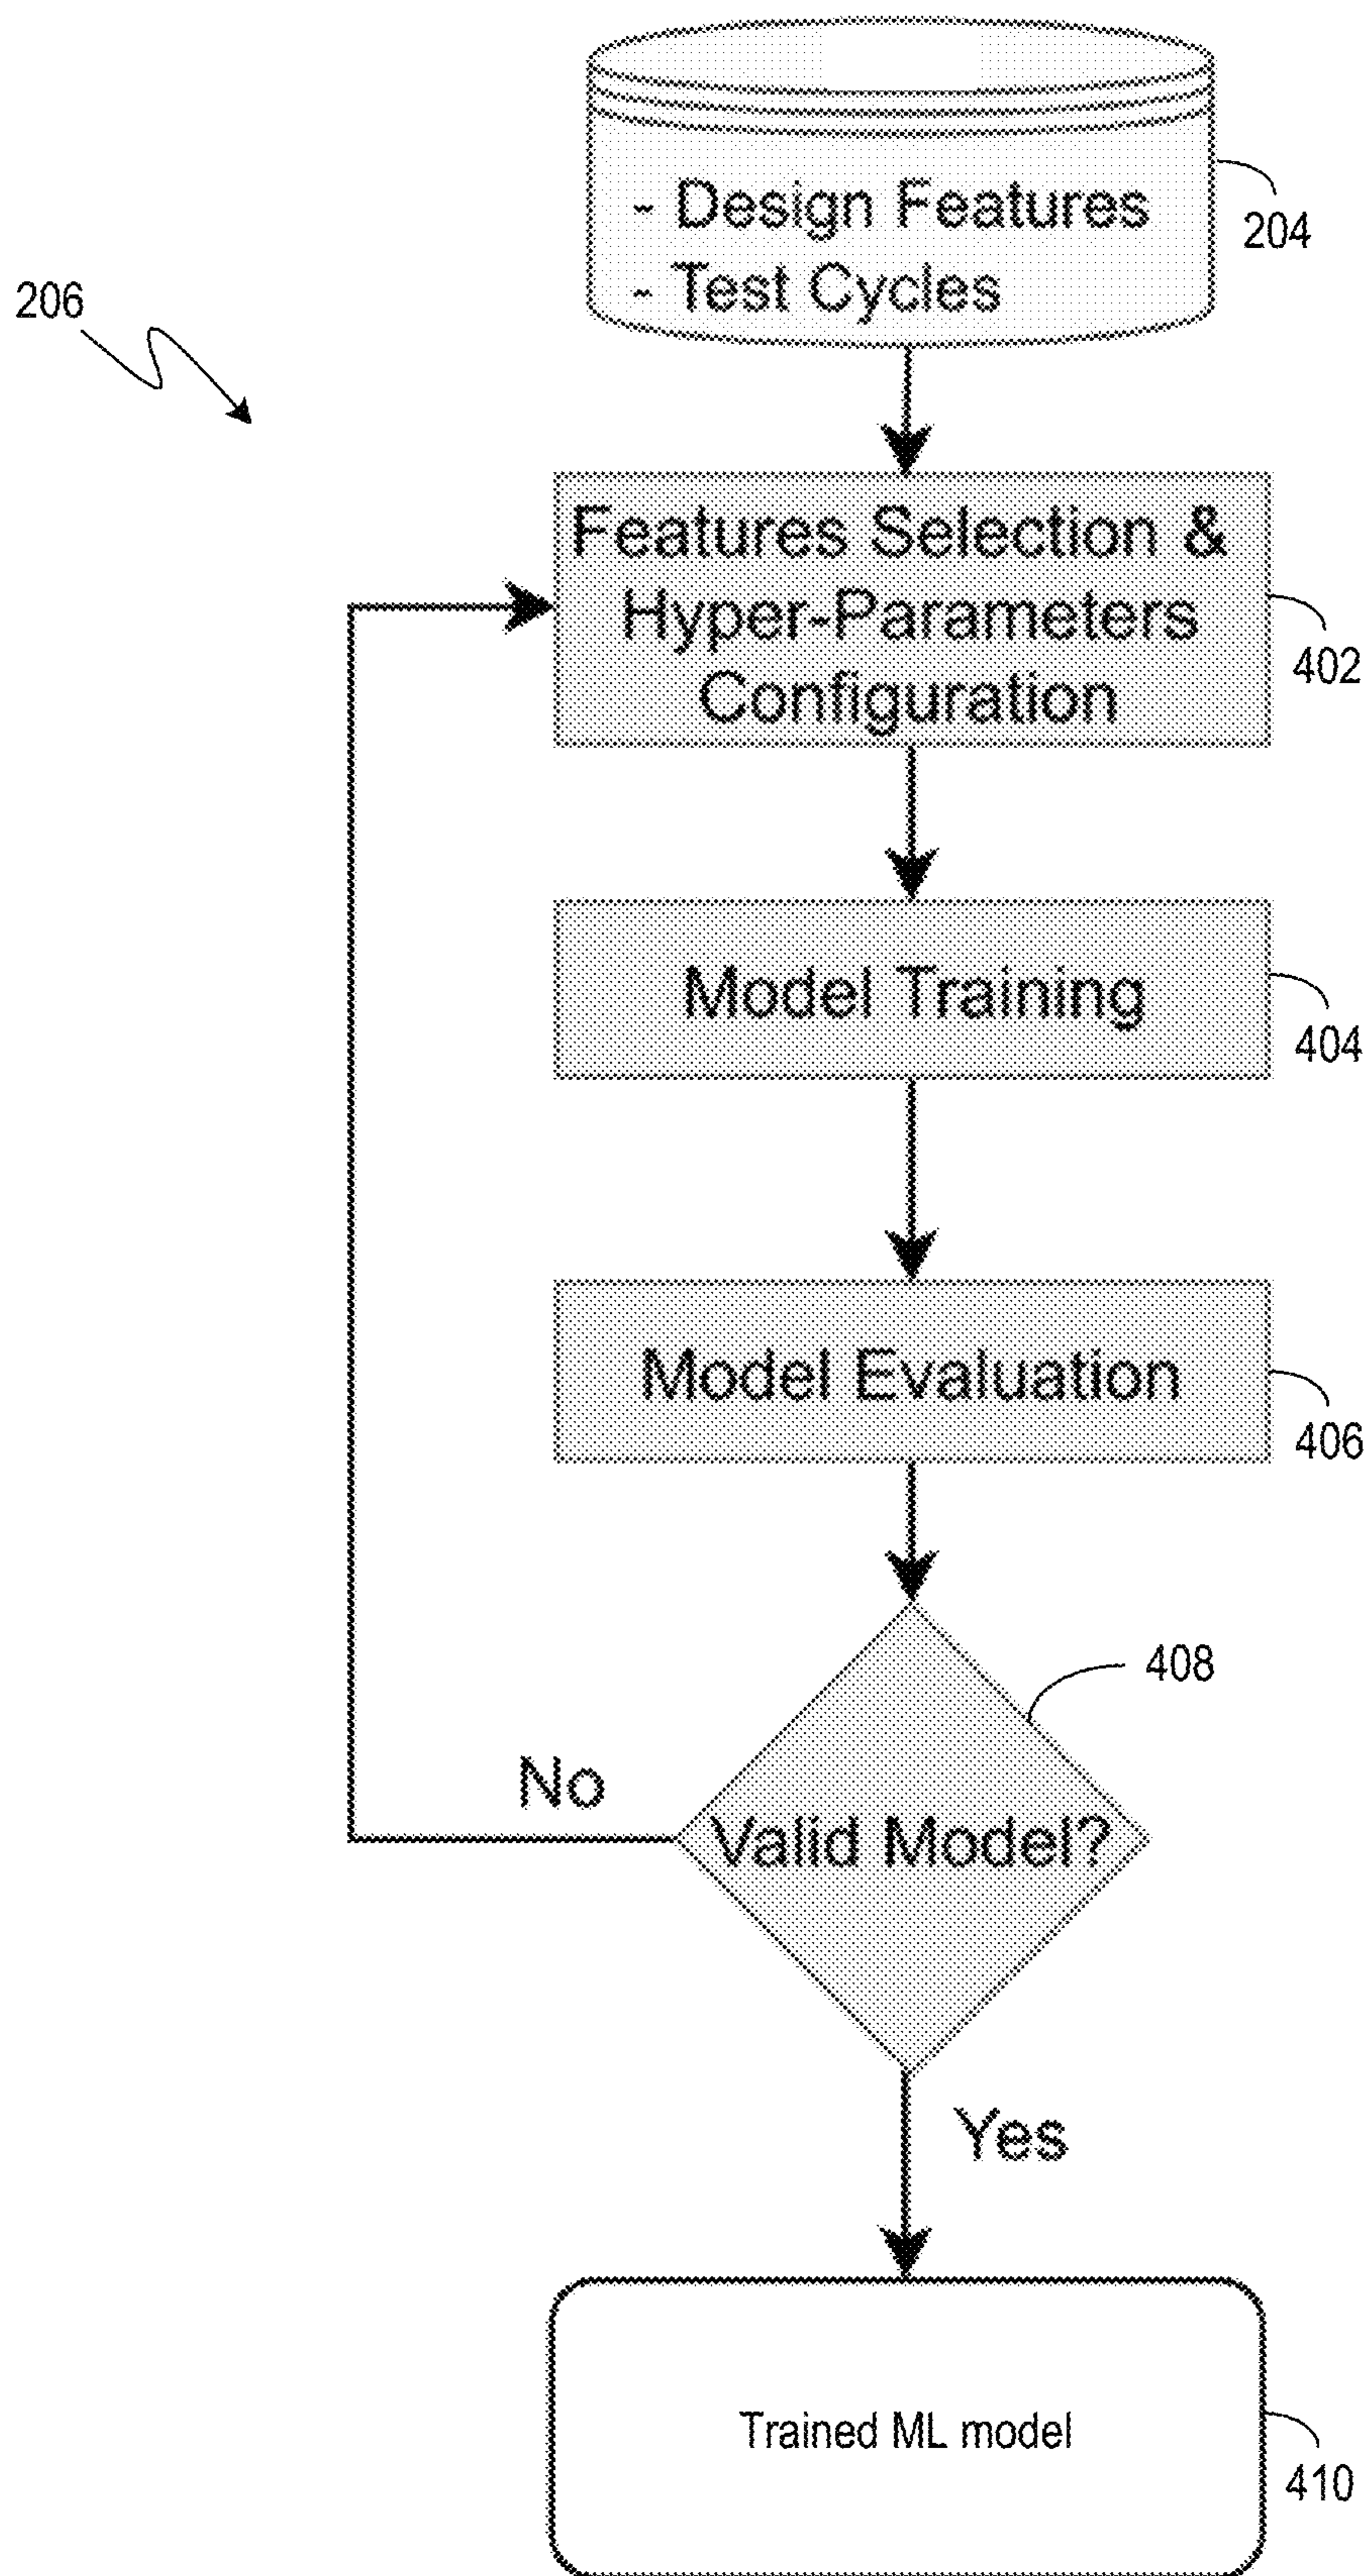 - Design Features
- Test Cycles
204
206
Features Selection &
Hyper-Parameters
Configuration
402
Model Training
404
Model Evaluation
406
408
No
Valid Model?
Yes
Trained ML model
410